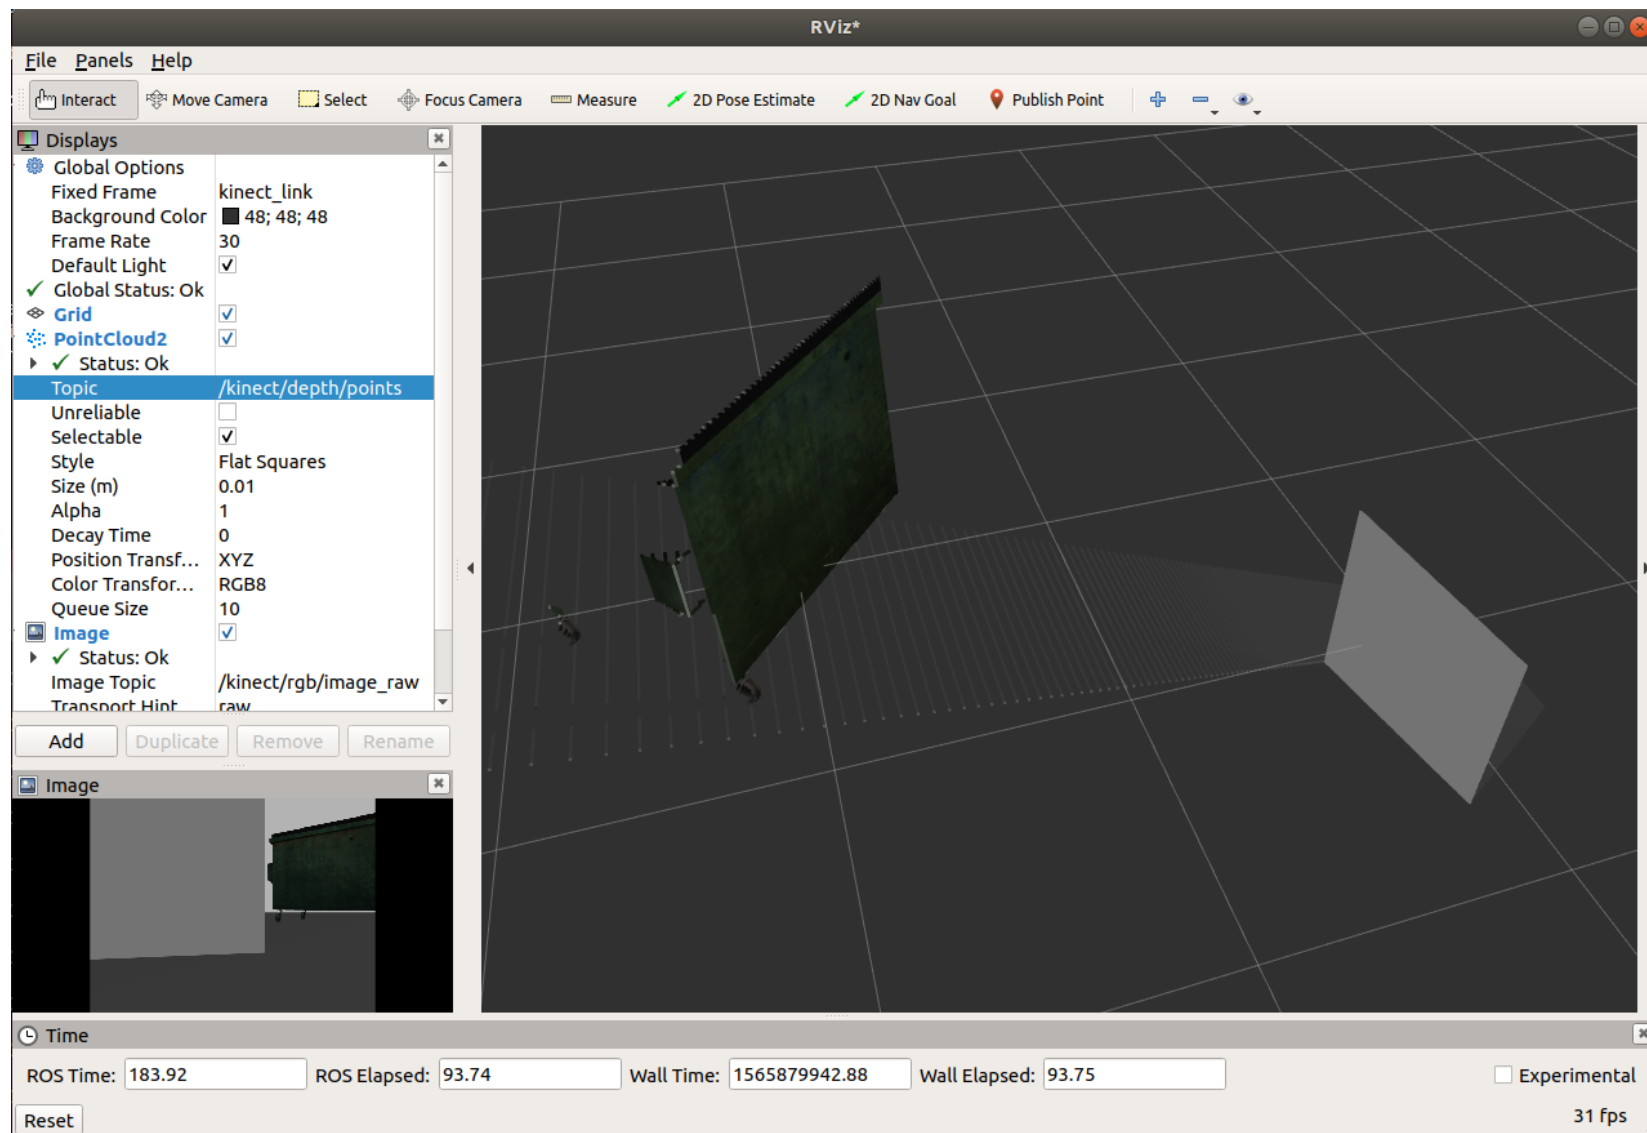 RViz*
File Panels Help
Interact Move Camera Select Focus Camera Measure 2D Pose Estimate 2D Nav Goal Publish Point
Displays
Global Options
Fixed Frame kinect_link
Background Color 48; 48; 48
Frame Rate 30
Default Light
Global Status: Ok
Grid
PointCloud2
Status: Ok
Topic /kinect/depth/points
Unreliable
Selectable
Style Flat Squares
Size (m) 0.01
Alpha 1
Decay Time 0
Position Transf... XYZ
Color Transfor... RGB8
Queue Size 10
Image
Status: Ok
Image Topic /kinect/rgb/image_raw
Transport Hint raw
Add Duplicate Remove Rename
Image
Time
ROS Time: 183.92 ROS Elapsed: 93.74 Wall Time: 1565879942.88 Wall Elapsed: 93.75 Experimental
Reset 31 fps